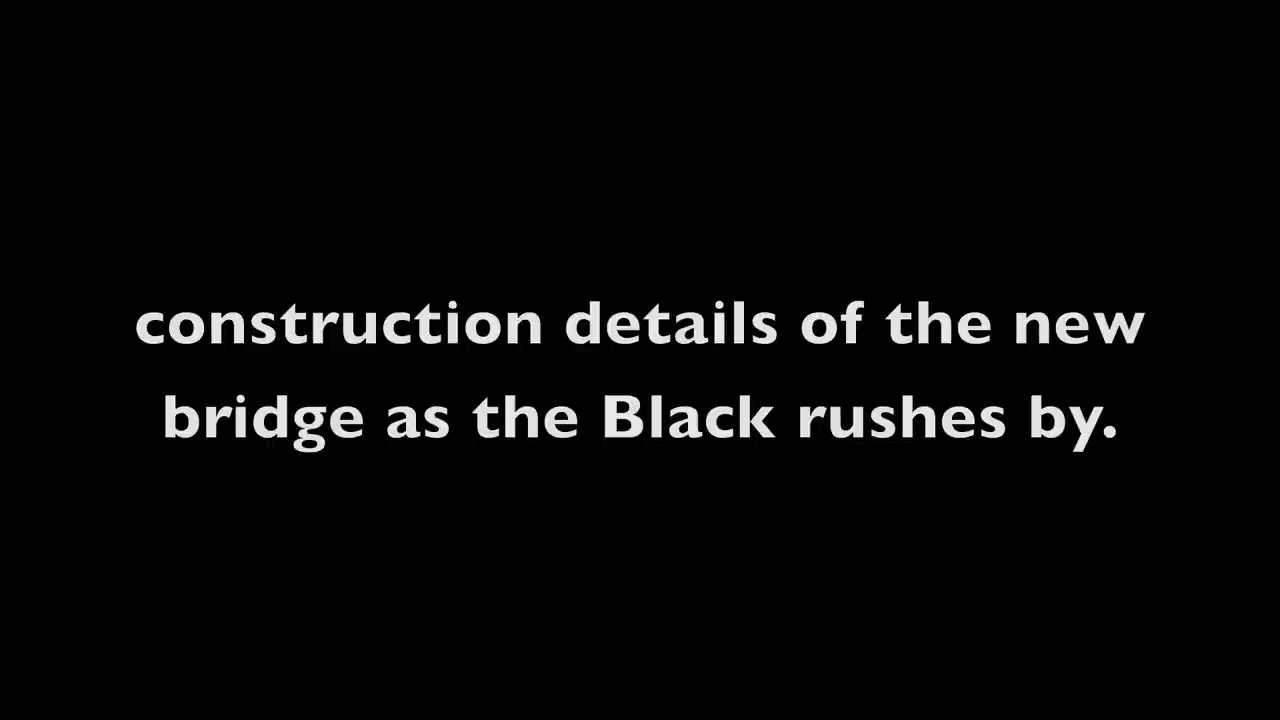 construction details of the new
bridge as the Black rushes by.